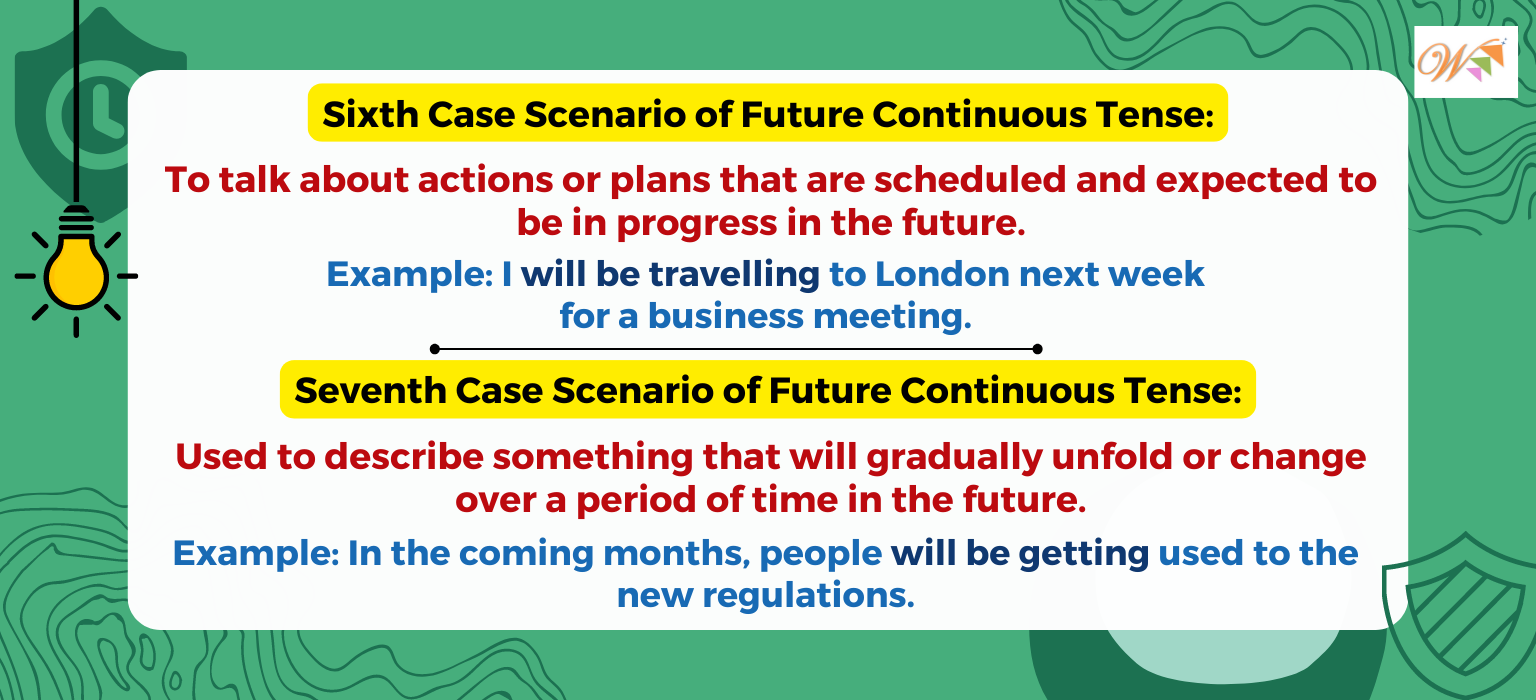 Sixth Case Scenario of Future Continuous Tense:
To talk about actions or plans that are scheduled and expected to
be in progress in the future.
Example: I will be travelling to London next week
for a business meeting.
Seventh Case Scenario of Future Continuous Tense:
Used to describe something that will gradually unfold or change
over a period of time in the future.
Example: In the coming months, people will be getting used to the
new regulations.
W